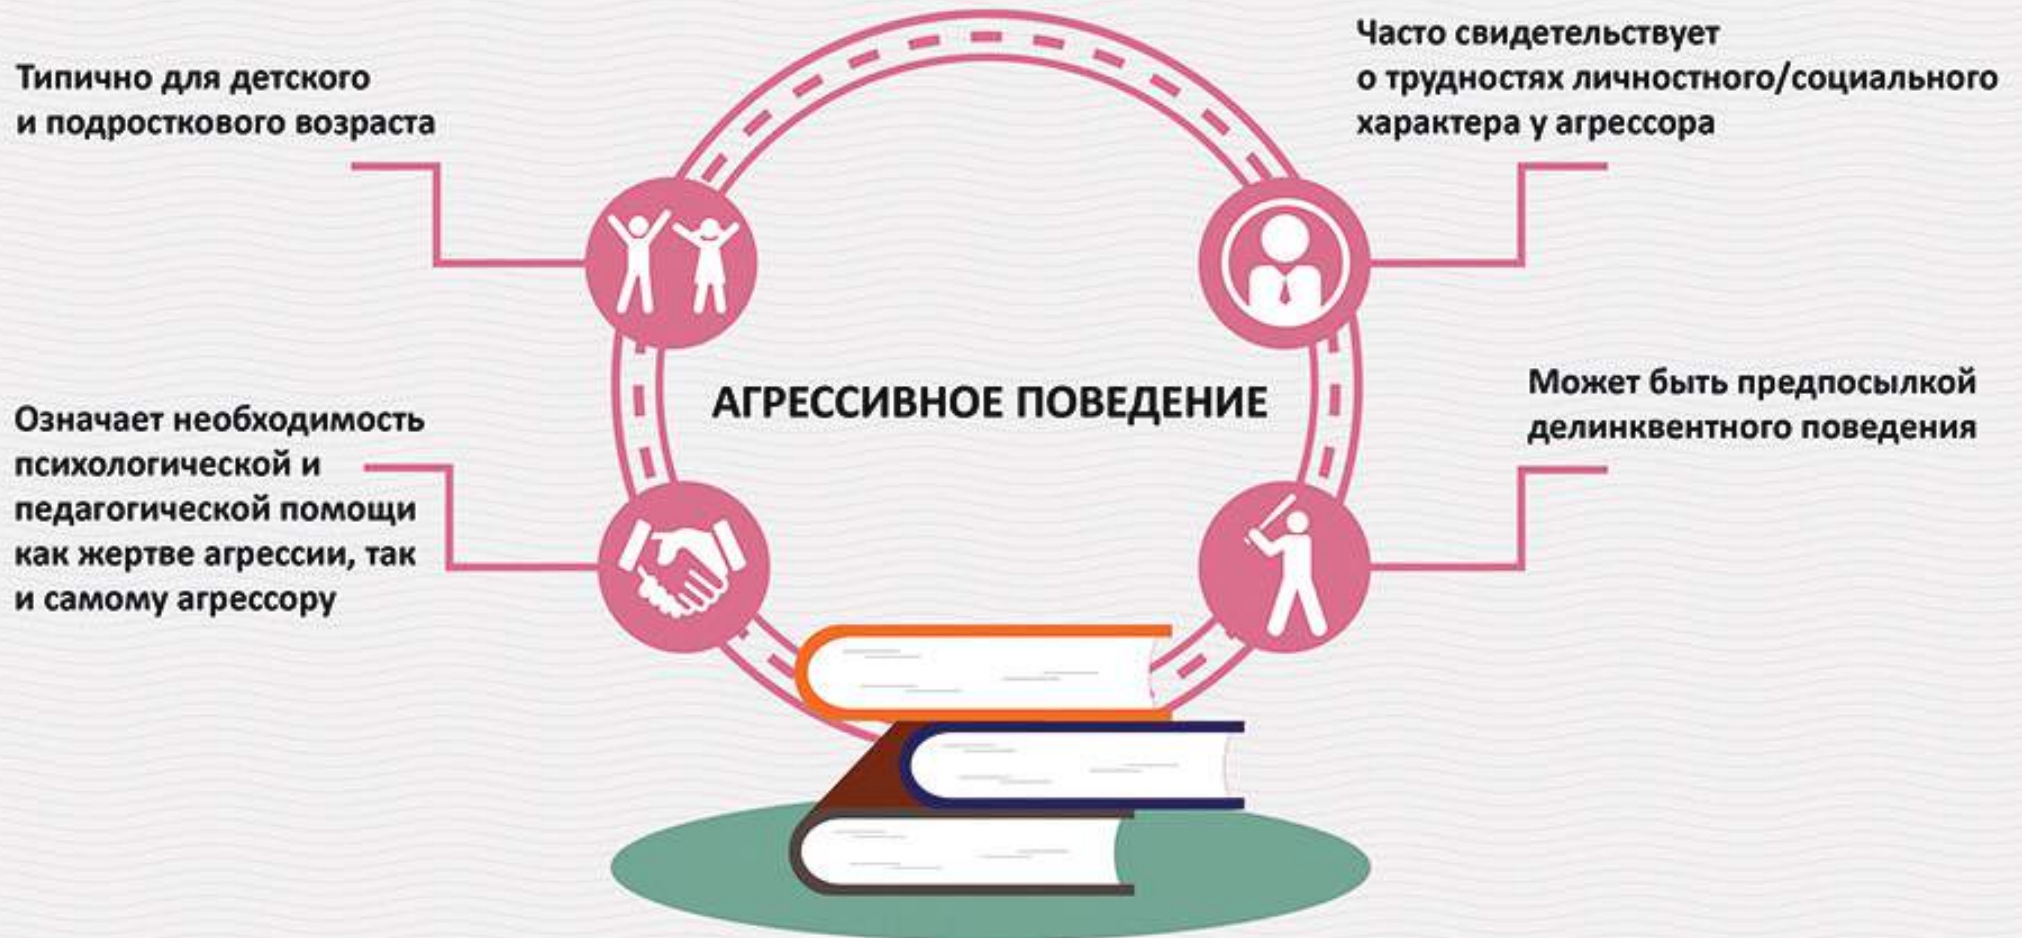 Типично для детского
и подросткового возраста
Часто свидетельствует
о трудностях личностного/социального
характера у агрессора
АГРЕССИВНОЕ ПОВЕДЕНИЕ
Означает необходимость
психологической и
педагогической помощи
как жертве агрессии, так
и самому агрессору
Может быть предпосылкой
делинквентного поведения